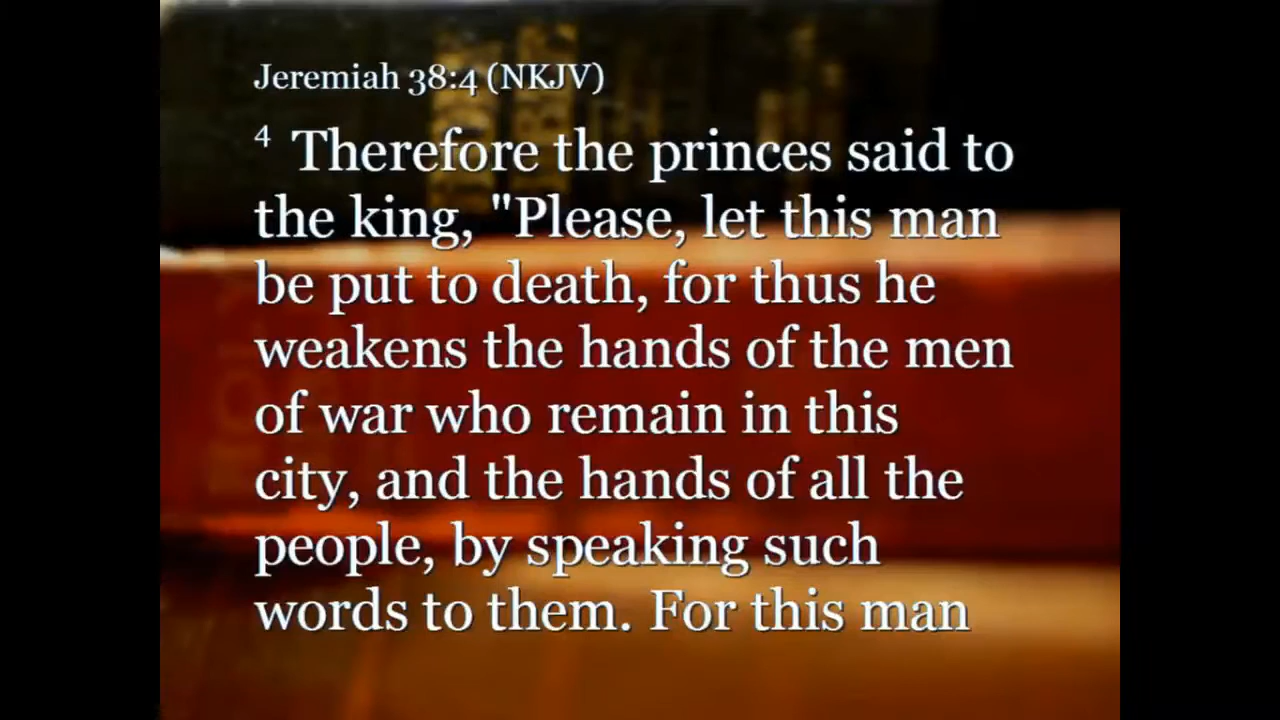 Jeremiah 38:4 (NKJV)
4 Therefore the princes said to
the king, "Please, let this man
be put to death, for thus he
weakens the hands of the men
of war who remain in this
city, and the hands of all the
people, by speaking such
words to them. For this man